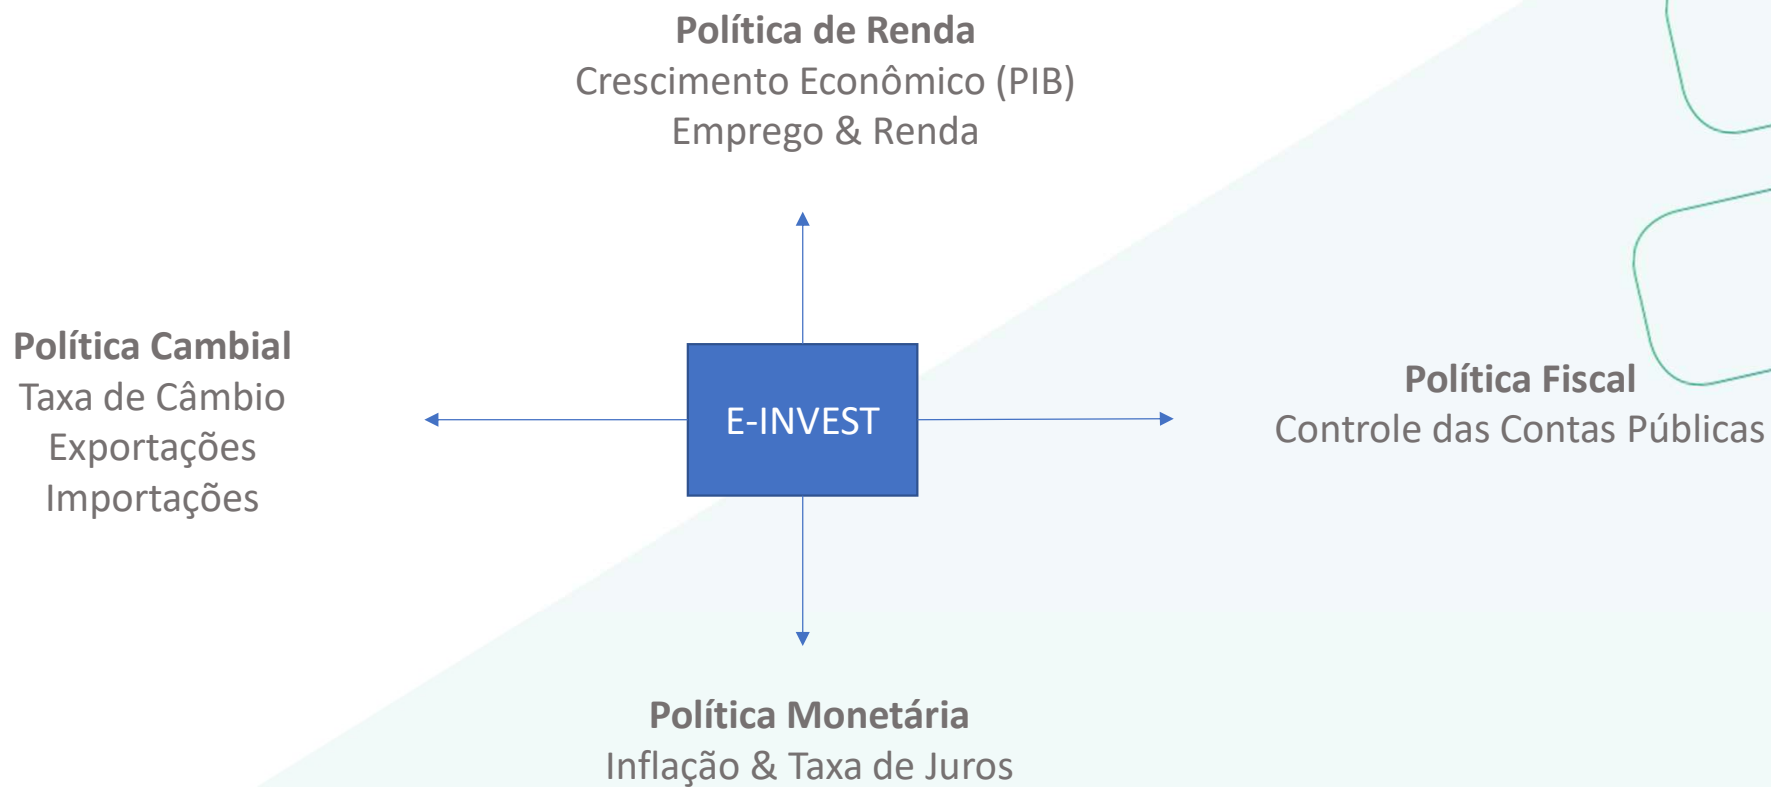 Política de Renda
Crescimento Econômico (PIB)
Emprego & Renda
Política Cambial
Taxa de Câmbio
Exportações
Importações
E-INVEST
Política Fiscal
Controle das Contas Públicas
Política Monetária
Inflação & Taxa de Juros